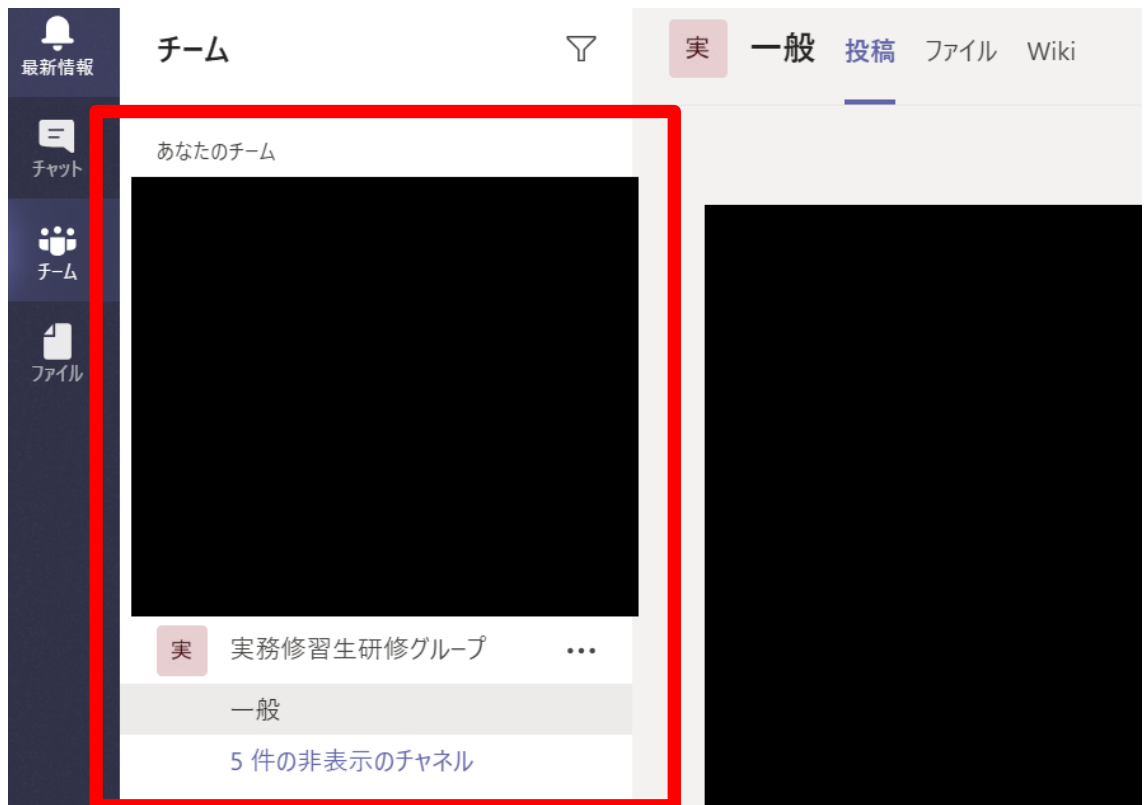 最新情報
チャット
チーム
ファイル
チーム
あなたのチーム
実 実務修習生研修グループ
一般
5 件の非表示のチャネル
実 一般 投稿 ファイル Wiki